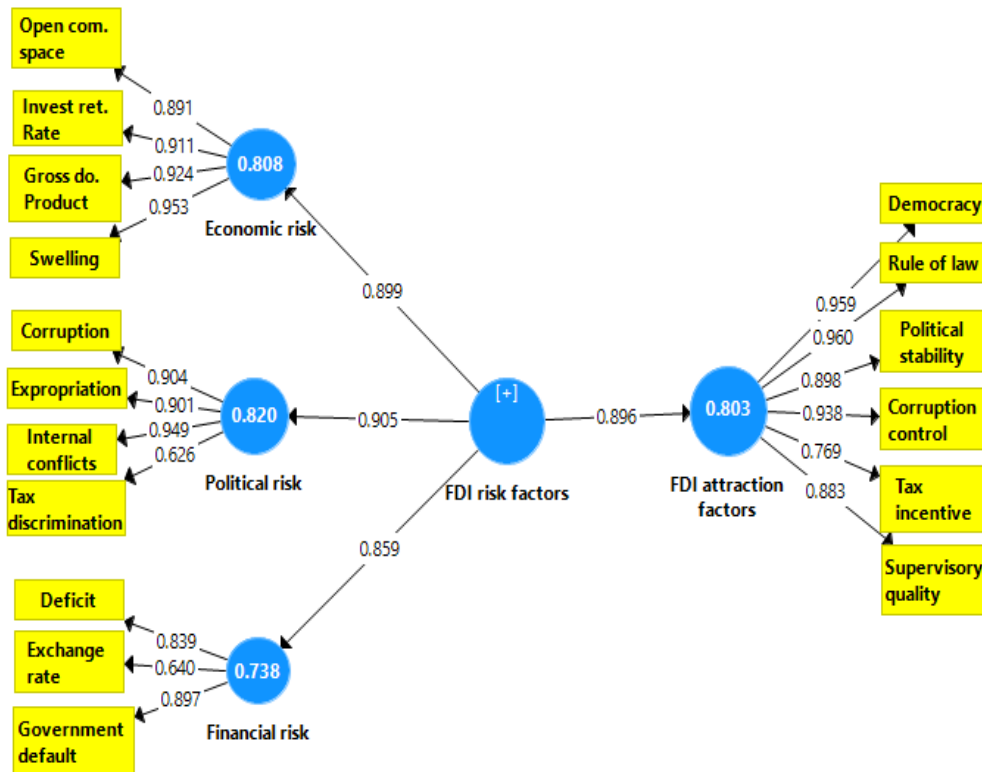 Open com.
space
0.891
Invest ret.
Rate
0.911
Gross do.
Product
0.924
0.953
Swelling
0.808
Economic risk
0.899
Corruption
0.904
Expropriation
0.901
Internal
conflicts
0.949
0.626
Tax
discrimination
0.820
Political risk
0.905
[+]
FDI risk factors
0.896
0.859
Deficit
0.839
Exchange
rate
0.640
0.897
Government
default
0.738
Financial risk
0.803
FDI attraction
factors
Democracy
0.959
Rule of law
0.960
Political
stability
0.898
Corruption
control
0.938
0.769
Tax
incentive
0.883
Supervisory
quality